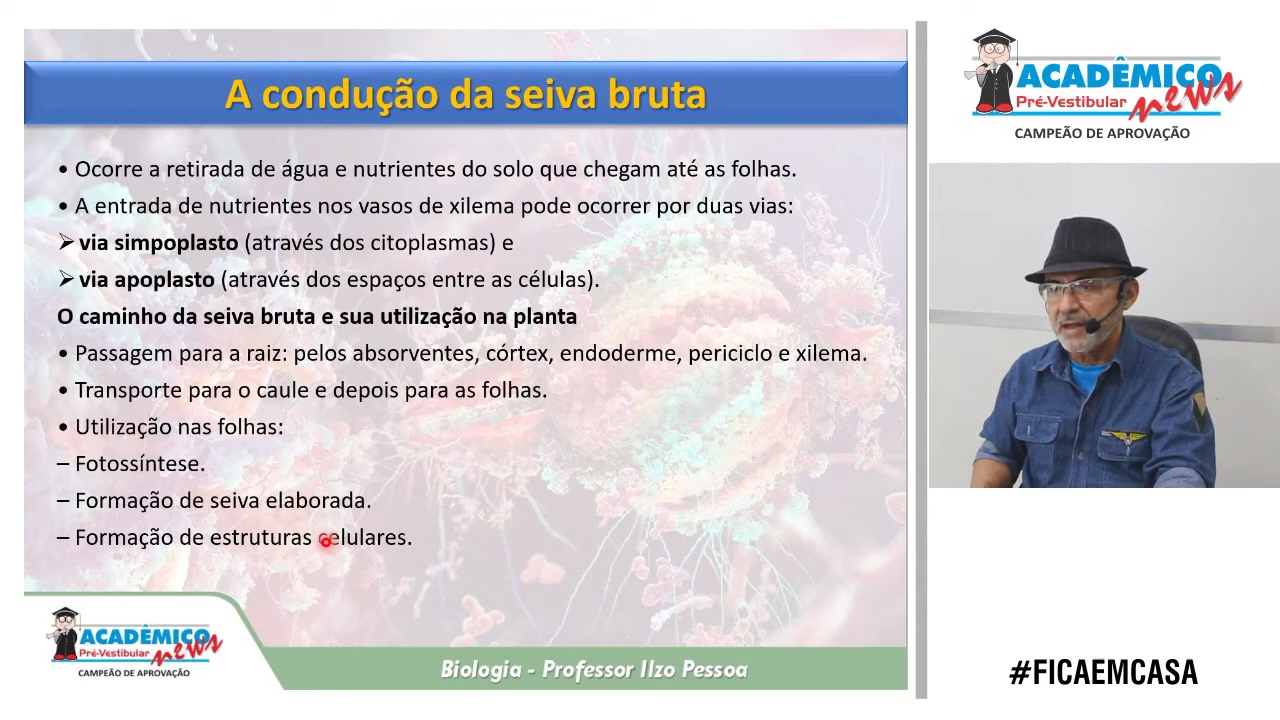 A condução da seiva bruta
• Ocorre a retirada de água e nutrientes do solo que chegam até as folhas.
• A entrada de nutrientes nos vasos de xilema pode ocorrer por duas vias:
➢ via simpoplasto (através dos citoplasmas) e
➢ via apoplasto (através dos espaços entre as células).
O caminho da seiva bruta e sua utilização na planta
• Passagem para a raiz: pelos absorventes, córtex, endoderme, periciclo e xilema.
• Transporte para o caule e depois para as folhas.
• Utilização nas folhas:
– Fotossíntese.
– Formação de seiva elaborada.
– Formação de estruturas celulares.
ACADÊMICO
Pré-Vestibular news
CAMPEÃO DE APROVAÇÃO
Biologia - Professor Ilzo Pessoa
ACADÊMICO
Pré-Vestibular news
CAMPEÃO DE APROVAÇÃO
#FICAEMCASA